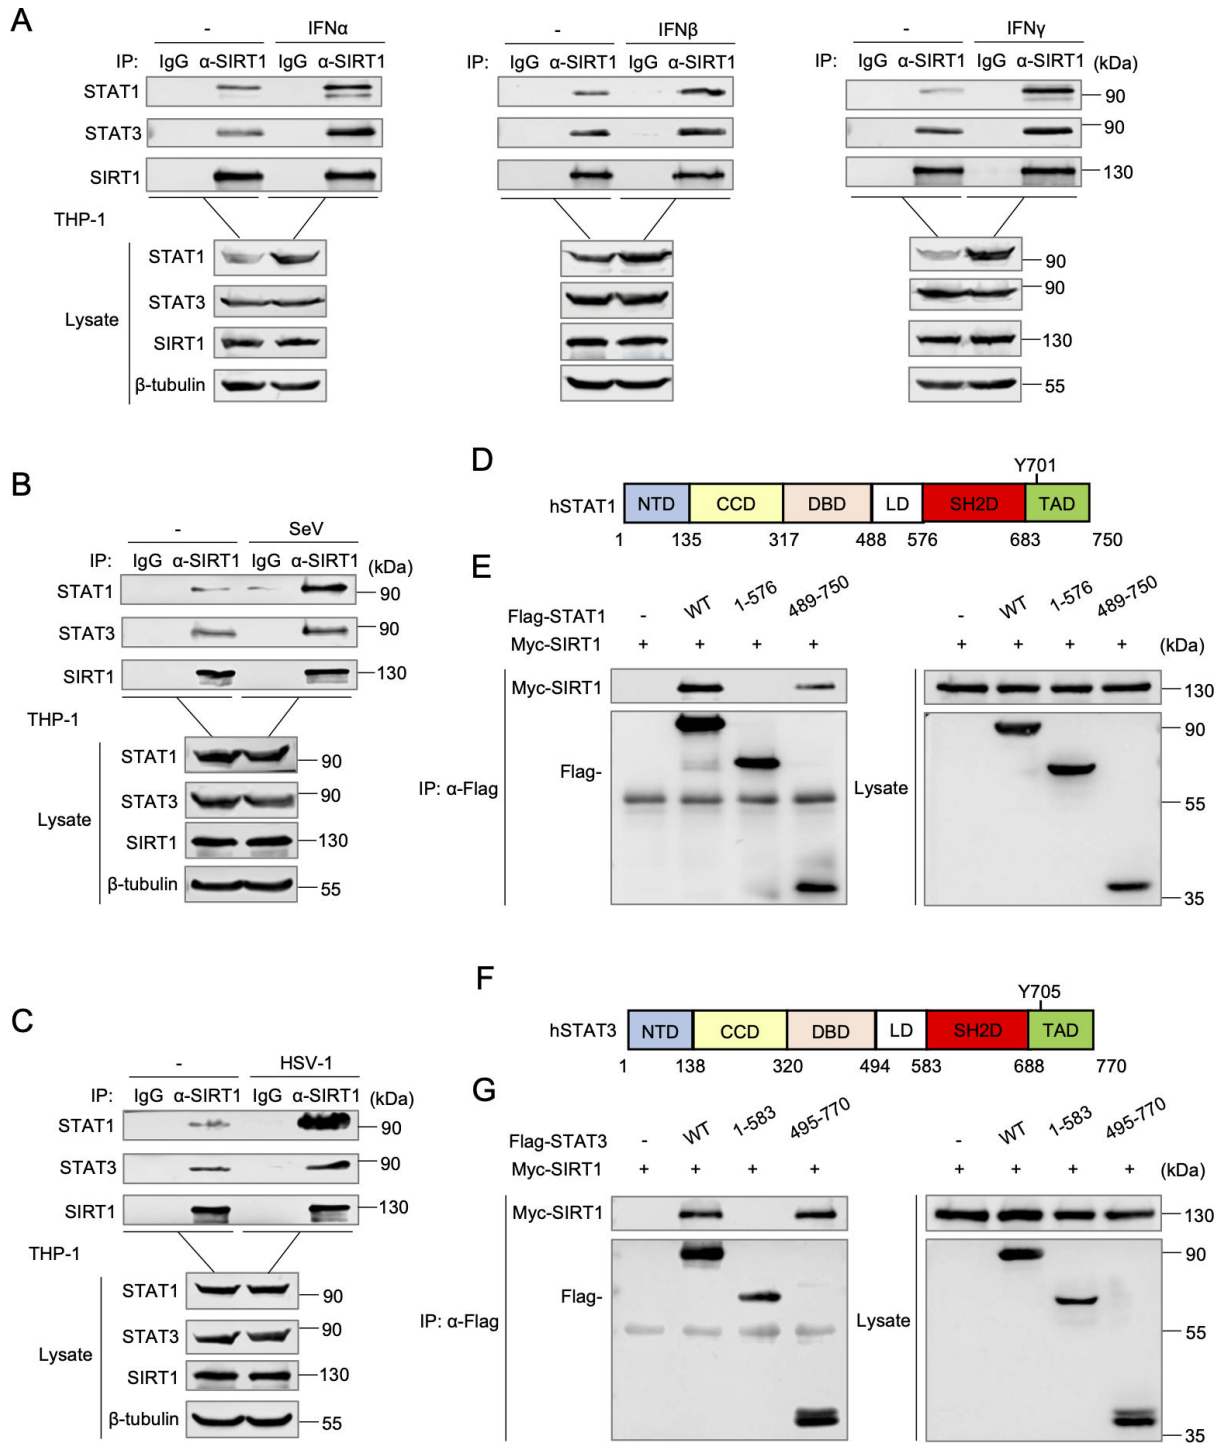 A
- IFNα
IP: IgG α-SIRT1 IgG α-SIRT1
STAT1
STAT3
SIRT1
THP-1
Lysate
STAT1
STAT3
SIRT1
β-tubulin
- IFNβ
IP: IgG α-SIRT1 IgG α-SIRT1
- IFNγ
IP: IgG α-SIRT1 IgG α-SIRT1 (kDa)
90
90
130
90
90
130
55
B
- SeV
IP: IgG α-SIRT1 IgG α-SIRT1 (kDa)
STAT1 90
STAT3 90
SIRT1 130
THP-1
Lysate
STAT1 90
STAT3 90
SIRT1 130
β-tubulin 55
C
- HSV-1
IP: IgG α-SIRT1 IgG α-SIRT1 (kDa)
STAT1 90
STAT3 90
SIRT1 130
THP-1
Lysate
STAT1 90
STAT3 90
SIRT1 130
β-tubulin 55
D
Y701
hSTAT1 NTD CCD DBD LD SH2D TAD
1 135 317 488 576 683 750
E
Flag-STAT1 - WT 1-576 489-750 - WT 1-576 489-750
Myc-SIRT1 + + + + + + + + (kDa)
Myc-SIRT1 130
IP: α-Flag Flag- Lysate
90
55
35
F
Y705
hSTAT3 NTD CCD DBD LD SH2D TAD
1 138 320 494 583 688 770
G
Flag-STAT3 - WT 1-583 495-770 - WT 1-583 495-770
Myc-SIRT1 + + + + + + + + (kDa)
Myc-SIRT1 130
IP: α-Flag Flag- Lysate
90
55
35